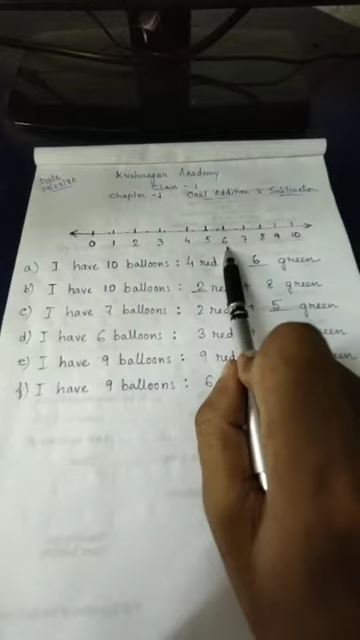 Date
Krishnagar Academy
Class - 1
Chapter - 1 Oral Addition & Subtraction
0 1 2 3 4 5 6 7 8 9 10
a) I have 10 balloons : 4 red 6 green
b) I have 10 balloons : 2 red + 8 green
c) I have 7 balloons : 2 red + 5 green
d) I have 6 balloons : 3 red +
e) I have 9 balloons : 9 red
f) I have 9 balloons : 6